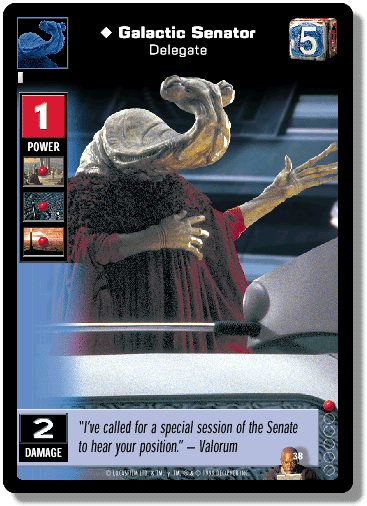 ◆ Galactic Senator
Delegate
5
1
POWER
2
DAMAGE
"I've called for a special session of the Senate
to hear your position." – Valorum
38